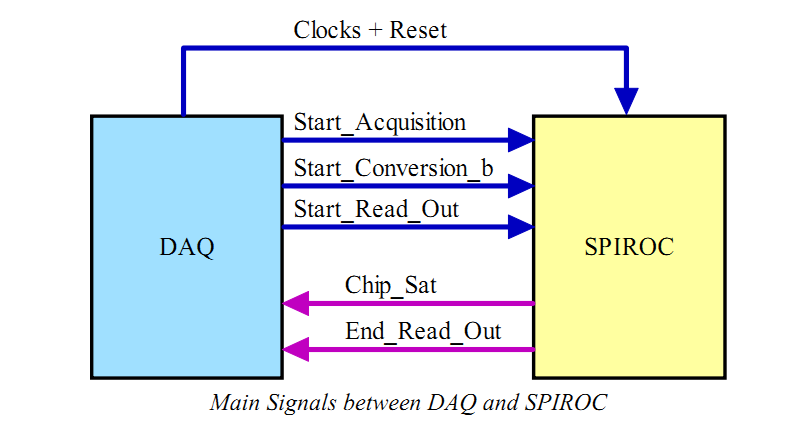 Clocks + Reset
Start_Acquisition
Start_Conversion_b
Start_Read_Out
DAQ
SPIROC
Chip_Sat
End_Read_Out
Main Signals between DAQ and SPIROC